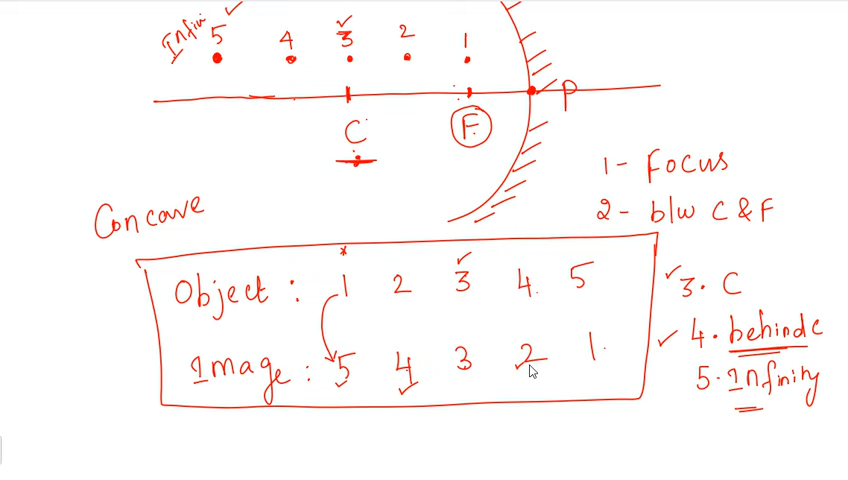 Infini
5 4 3 2 1
C F P
Concave
1- Focus
2- b/w C & F
3. C
4. behind C
5. Infinity
Object : 1 2 3 4. 5
Image : 5 4 3 2 1.